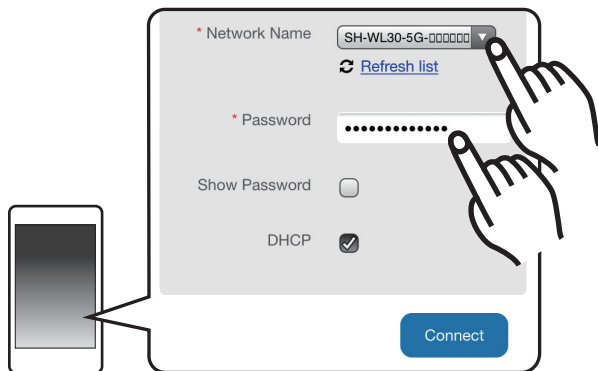 * Network Name
SH-WL30-5G-□□□□□□
Refresh list
* Password
•••••••••••••
Show Password
DHCP
Connect